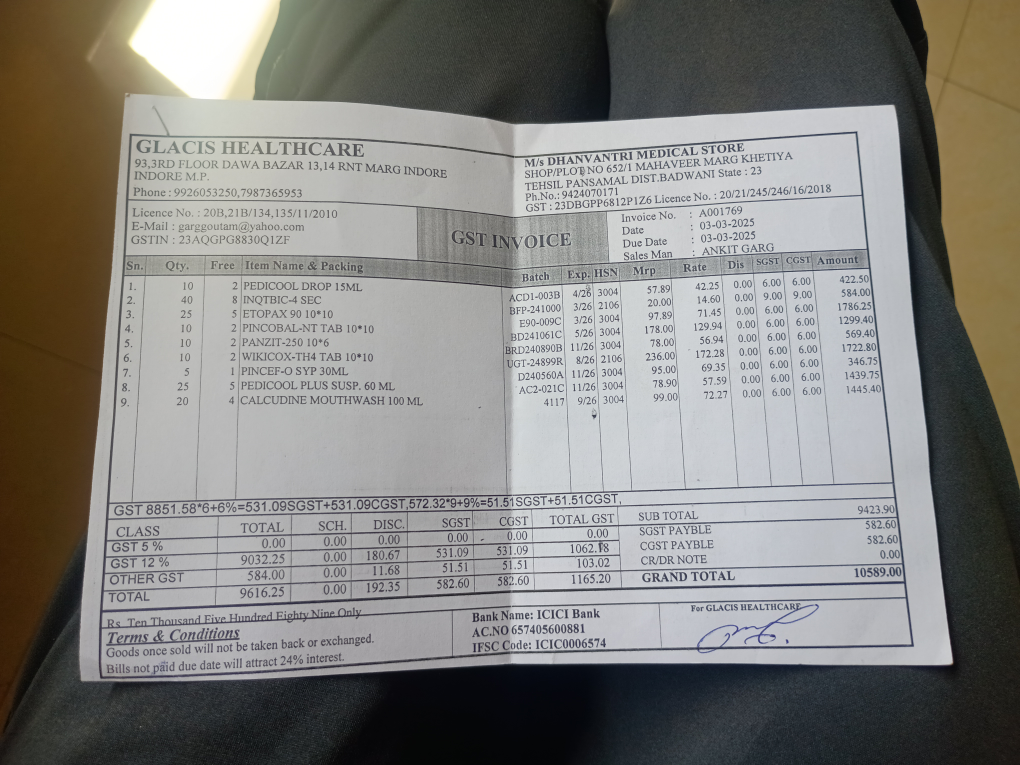 GLACIS HEALTHCARE
93,3RD FLOOR DAWA BAZAR 13,14 RNT MARG INDORE
INDORE M.P.
Phone : 9926053250,7987365953
M/s DHANVANTRI MEDICAL STORE
SHOP/PLOT NO 652/1 MAHAVEER MARG KHETIYA
TEHSIL PANSAMAL DIST.BADWANI State : 23
Ph.No.: 9424070171
GST : 23DBGPP6812P1Z6 Licence No.: 20/21/245/246/16/2018
Licence No. : 20B,21B/134,135/11/2010
E-Mail : garggoutam@yahoo.com
GSTIN : 23AQGPG8830Q1ZF
GST INVOICE
Invoice No. : A001769
Date : 03-03-2025
Due Date : 03-03-2025
Sales Man : ANKIT GARG
Sn. Qty. Free Item Name & Packing Batch Exp. HSN Mrp Rate Dis SGST CGST Amount
1. 10 2 PEDICOOL DROP 15ML ACD1-003B 4/26 3004 57.89 42.25 0.00 6.00 6.00 422.50
2. 40 8 INQTBIC-4 SEC BFP-241000 3/26 2106 20.00 14.60 0.00 9.00 9.00 584.00
3. 25 5 ETOPAX 90 10*10 E90-009C 3/26 3004 97.89 71.45 0.00 6.00 6.00 1786.25
4. 10 2 PINCOBAL-NT TAB 10*10 BD241061C 5/26 3004 178.00 129.94 0.00 6.00 6.00 1299.40
5. 10 2 PANZIT-250 10*6 BRD240890B 11/26 3004 78.00 56.94 0.00 6.00 6.00 569.40
6. 10 2 WIKICOX-TH4 TAB 10*10 UGT-24899R 8/26 2106 236.00 172.28 0.00 6.00 6.00 1722.80
7. 5 1 PINCEF-O SYP 30ML D240560A 11/26 3004 95.00 69.35 0.00 6.00 6.00 346.75
8. 25 5 PEDICOOL PLUS SUSP. 60 ML AC2-021C 11/26 3004 78.90 57.59 0.00 6.00 6.00 1439.75
9. 20 4 CALCUDINE MOUTHWASH 100 ML 4117 9/26 3004 99.00 72.27 0.00 6.00 6.00 1445.40
GST 8851.58*6+6%=531.09SGST+531.09CGST,572.32*9+9%=51.51SGST+51.51CGST,
CLASS TOTAL SCH. DISC. SGST CGST TOTAL GST
GST 5 % 0.00 0.00 0.00 0.00 0.00 0.00
GST 12 % 9032.25 0.00 180.67 531.09 531.09 1062.18
OTHER GST 584.00 0.00 11.68 51.51 51.51 103.02
TOTAL 9616.25 0.00 192.35 582.60 582.60 1165.20
SUB TOTAL 9423.90
SGST PAYBLE 582.60
CGST PAYBLE 582.60
CR/DR NOTE 0.00
GRAND TOTAL 10589.00
Rs. Ten Thousand Five Hundred Eighty Nine Only
Terms & Conditions
Goods once sold will not be taken back or exchanged.
Bills not paid due date will attract 24% interest.
Bank Name: ICICI Bank
AC.NO 657405600881
IFSC Code: ICIC0006574
For GLACIS HEALTHCARE